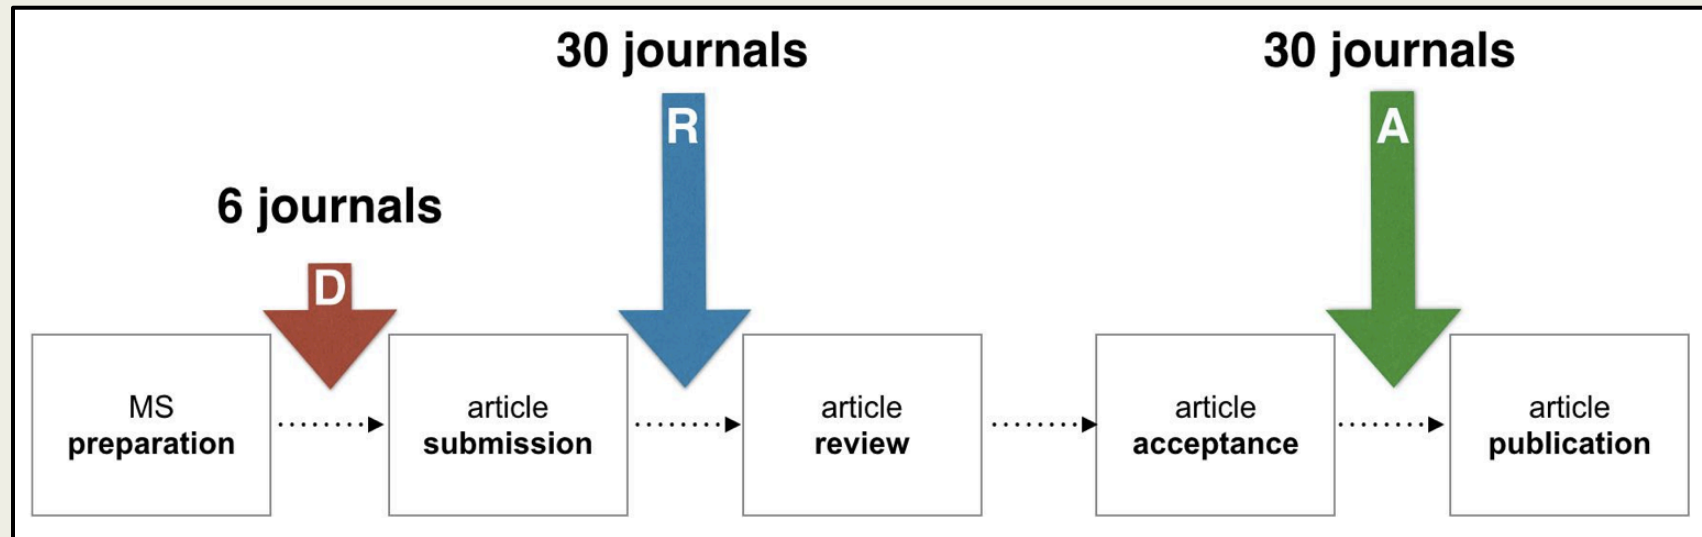 30 journals
30 journals
R
A
6 journals
D
MS
preparation
article
submission
article
review
article
acceptance
article
publication